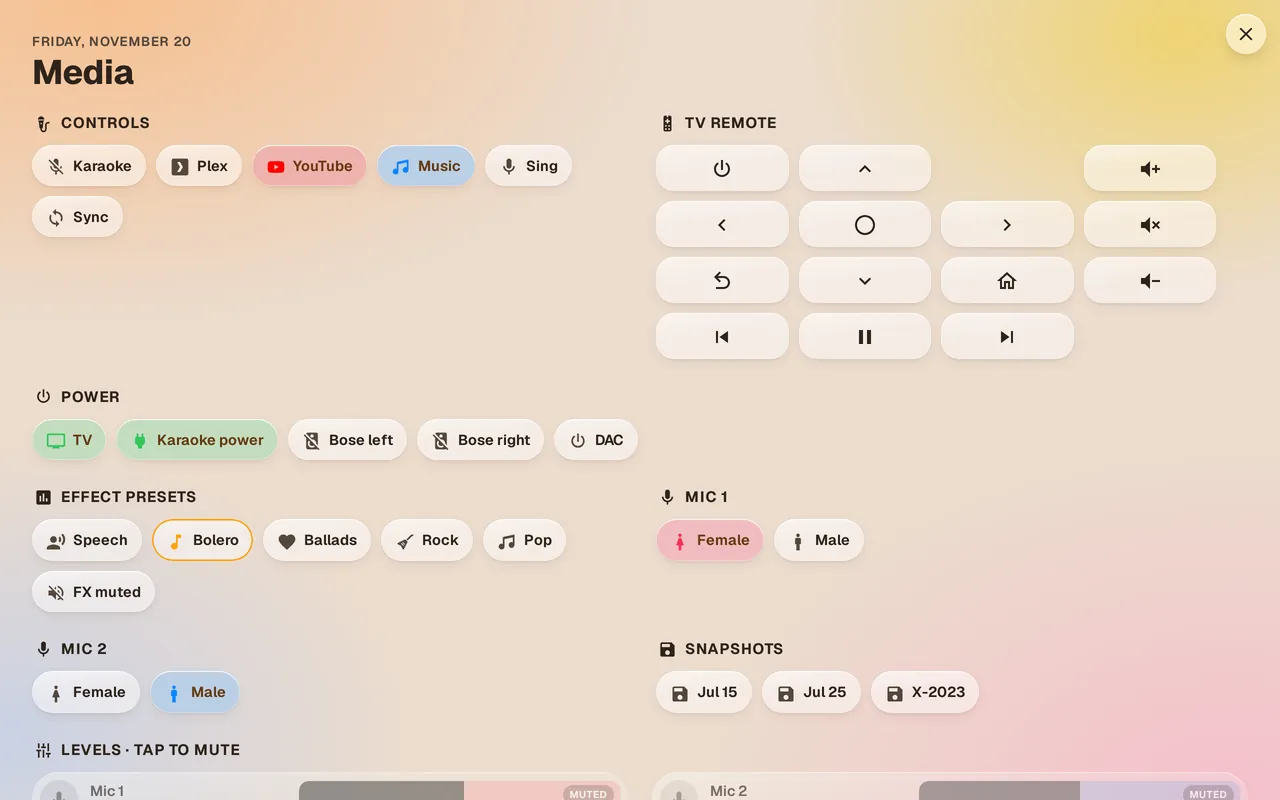 FRIDAY, NOVEMBER 20
Media
CONTROLS
Karaoke
Plex
YouTube
Music
Sing
Sync
TV REMOTE
POWER
TV
Karaoke power
Bose left
Bose right
DAC
EFFECT PRESETS
Speech
Bolero
Ballads
Rock
Pop
FX muted
MIC 1
Female
Male
MIC 2
Female
Male
SNAPSHOTS
Jul 15
Jul 25
X-2023
LEVELS · TAP TO MUTE
Mic 1
MUTED
Mic 2
MUTED